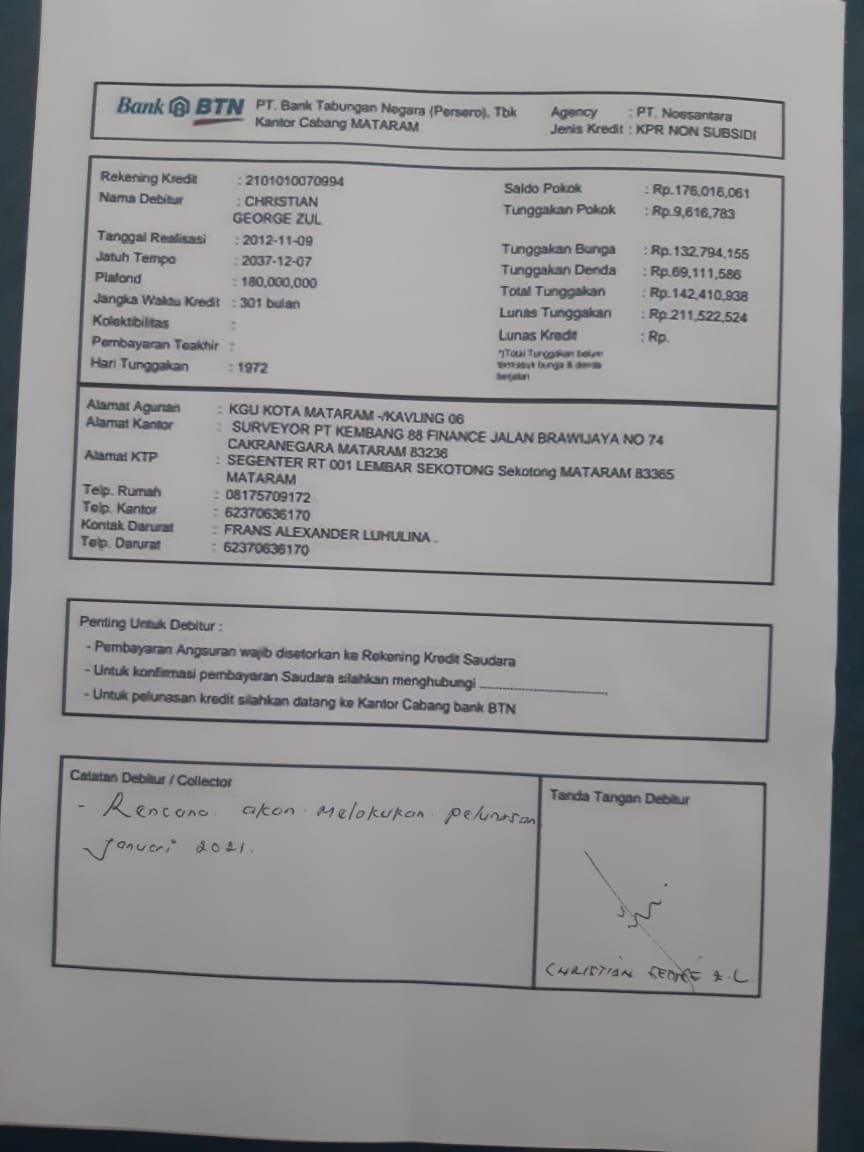 Bank BTN PT. Bank Tabungan Negara (Persero), Tbk
Kantor Cabang MATARAM
Agency : PT. Noesantara
Jenis Kredit : KPR NON SUBSIDI
Rekening Kredit : 2101010070994
Nama Debitur : CHRISTIAN
GEORGE ZUL
Tanggal Realisasi : 2012-11-09
Jatuh Tempo : 2037-12-07
Plafond : 180,000,000
Jangka Waktu Kredit : 301 bulan
Kolektibilitas :
Pembayaran Teakhir :
Hari Tunggakan : 1972
Saldo Pokok : Rp.176,016,061
Tunggakan Pokok : Rp.9,616,783
Tunggakan Bunga : Rp.132,794,155
Tunggakan Denda : Rp.69,111,586
Total Tunggakan : Rp.142,410,938
Lunas Tunggakan : Rp.211,522,524
Lunas Kredit : Rp.
*)Total Tunggakan belum
termasuk bunga & denda
berjalan
Alamat Agunan : KGU KOTA MATARAM -/KAVLING 06
Alamat Kantor : SURVEYOR PT KEMBANG 88 FINANCE JALAN BRAWIJAYA NO 74
CAKRANEGARA MATARAM 83236
Alamat KTP : SEGENTER RT 001 LEMBAR SEKOTONG Sekotong MATARAM 83365
MATARAM
Telp. Rumah : 08175709172
Telp. Kantor : 62370636170
Kontak Darurat : FRANS ALEXANDER LUHULINA .
Telp. Darurat : 62370636170
Penting Untuk Debitur :
- Pembayaran Angsuran wajib disetorkan ke Rekening Kredit Saudara
- Untuk konfirmasi pembayaran Saudara silahkan menghubungi ........................
- Untuk pelunasan kredit silahkan datang ke Kantor Cabang bank BTN
Catatan Debitur / Collector
- Rencana akan melakukan pelunasan
Januari 2021.
Tanda Tangan Debitur
CHRISTIAN GEORGE Z.L